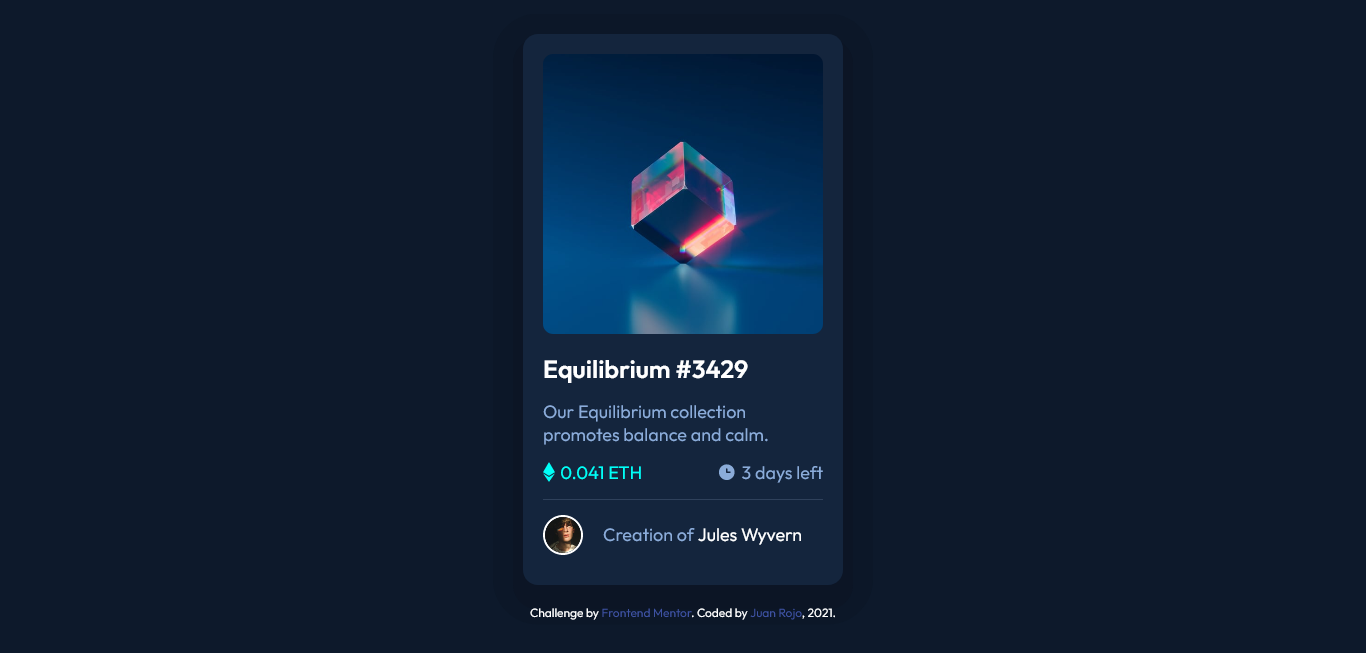 Equilibrium #3429
Our Equilibrium collection
promotes balance and calm.
0.041 ETH 3 days left
Creation of Jules Wyvern
Challenge by Frontend Mentor. Coded by Juan Rojo, 2021.